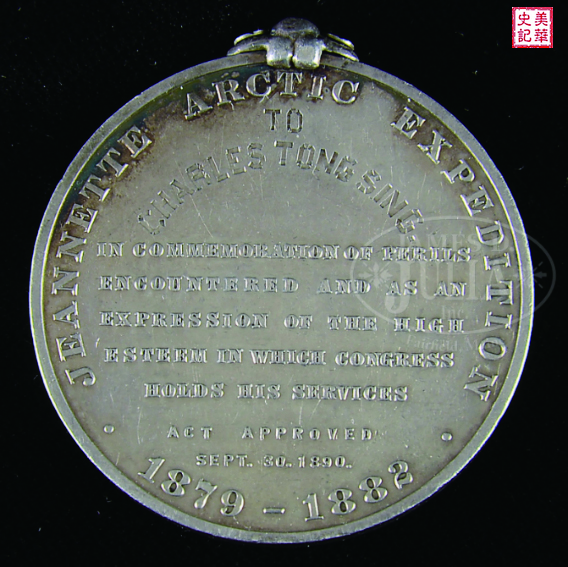 美華
史記
JEANNETTE ARCTIC EXPEDITION
TO
CHARLES TONG SING.
IN COMMEMORATION OF PERILS
ENCOUNTERED AND AS AN
EXPRESSION OF THE HIGH
ESTEEM IN WHICH CONGRESS
HOLDS HIS SERVICES
ACT APPROVED
SEPT. 30. 1890.
· 1879 – 1882 ·
JULIA